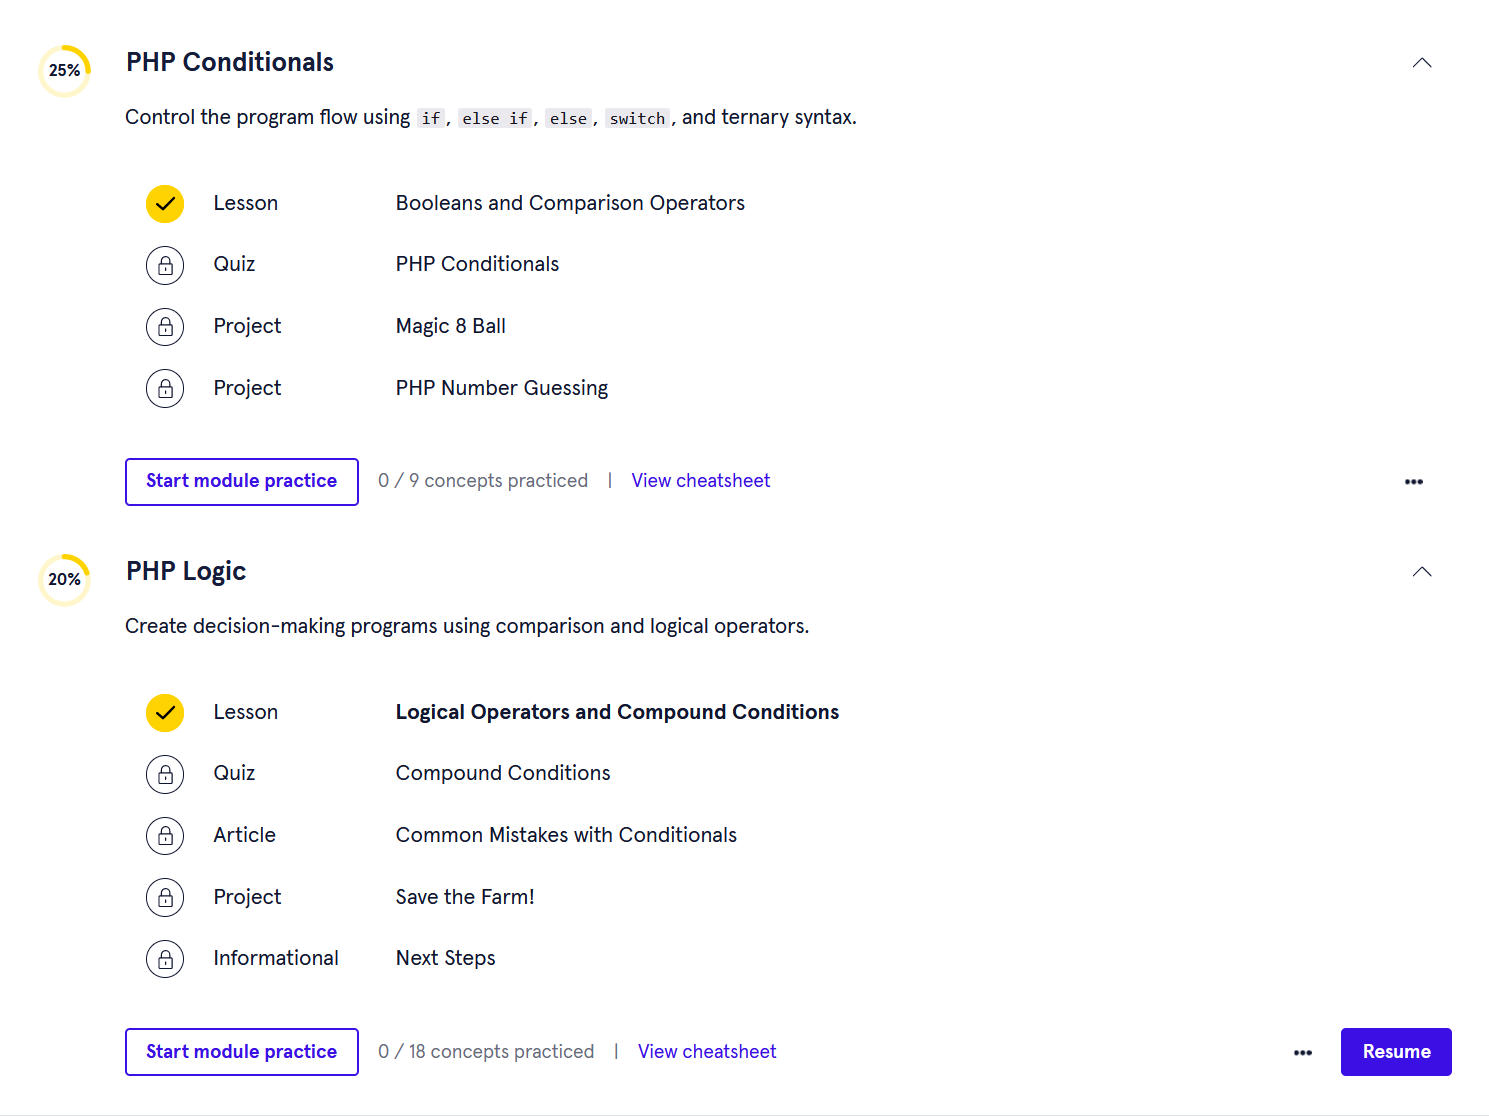 25%
PHP Conditionals
Control the program flow using if, else if, else, switch, and ternary syntax.
Lesson Booleans and Comparison Operators
Quiz PHP Conditionals
Project Magic 8 Ball
Project PHP Number Guessing
Start module practice 0 / 9 concepts practiced | View cheatsheet
20%
PHP Logic
Create decision-making programs using comparison and logical operators.
Lesson Logical Operators and Compound Conditions
Quiz Compound Conditions
Article Common Mistakes with Conditionals
Project Save the Farm!
Informational Next Steps
Start module practice 0 / 18 concepts practiced | View cheatsheet Resume